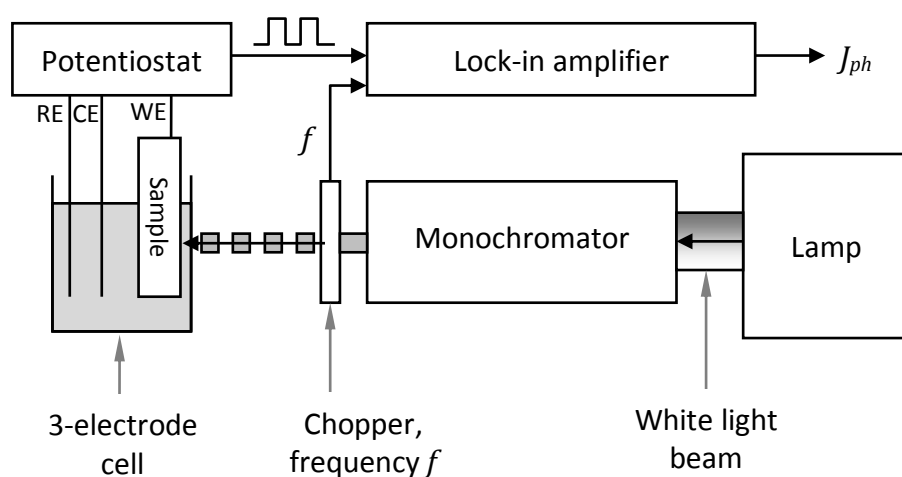 Potentiostat
Lock-in amplifier
J_ph
RE CE WE
f
Sample
Monochromator
Lamp
3-electrode
cell
Chopper,
frequency f
White light
beam